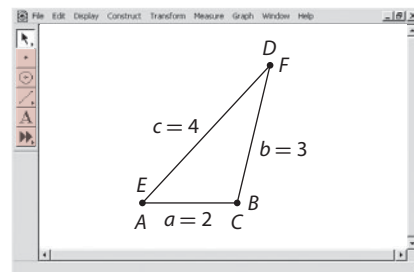 File Edit Display Construct Transform Measure Graph Window Help
A
D
F
c = 4
b = 3
E
B
A
a = 2
C